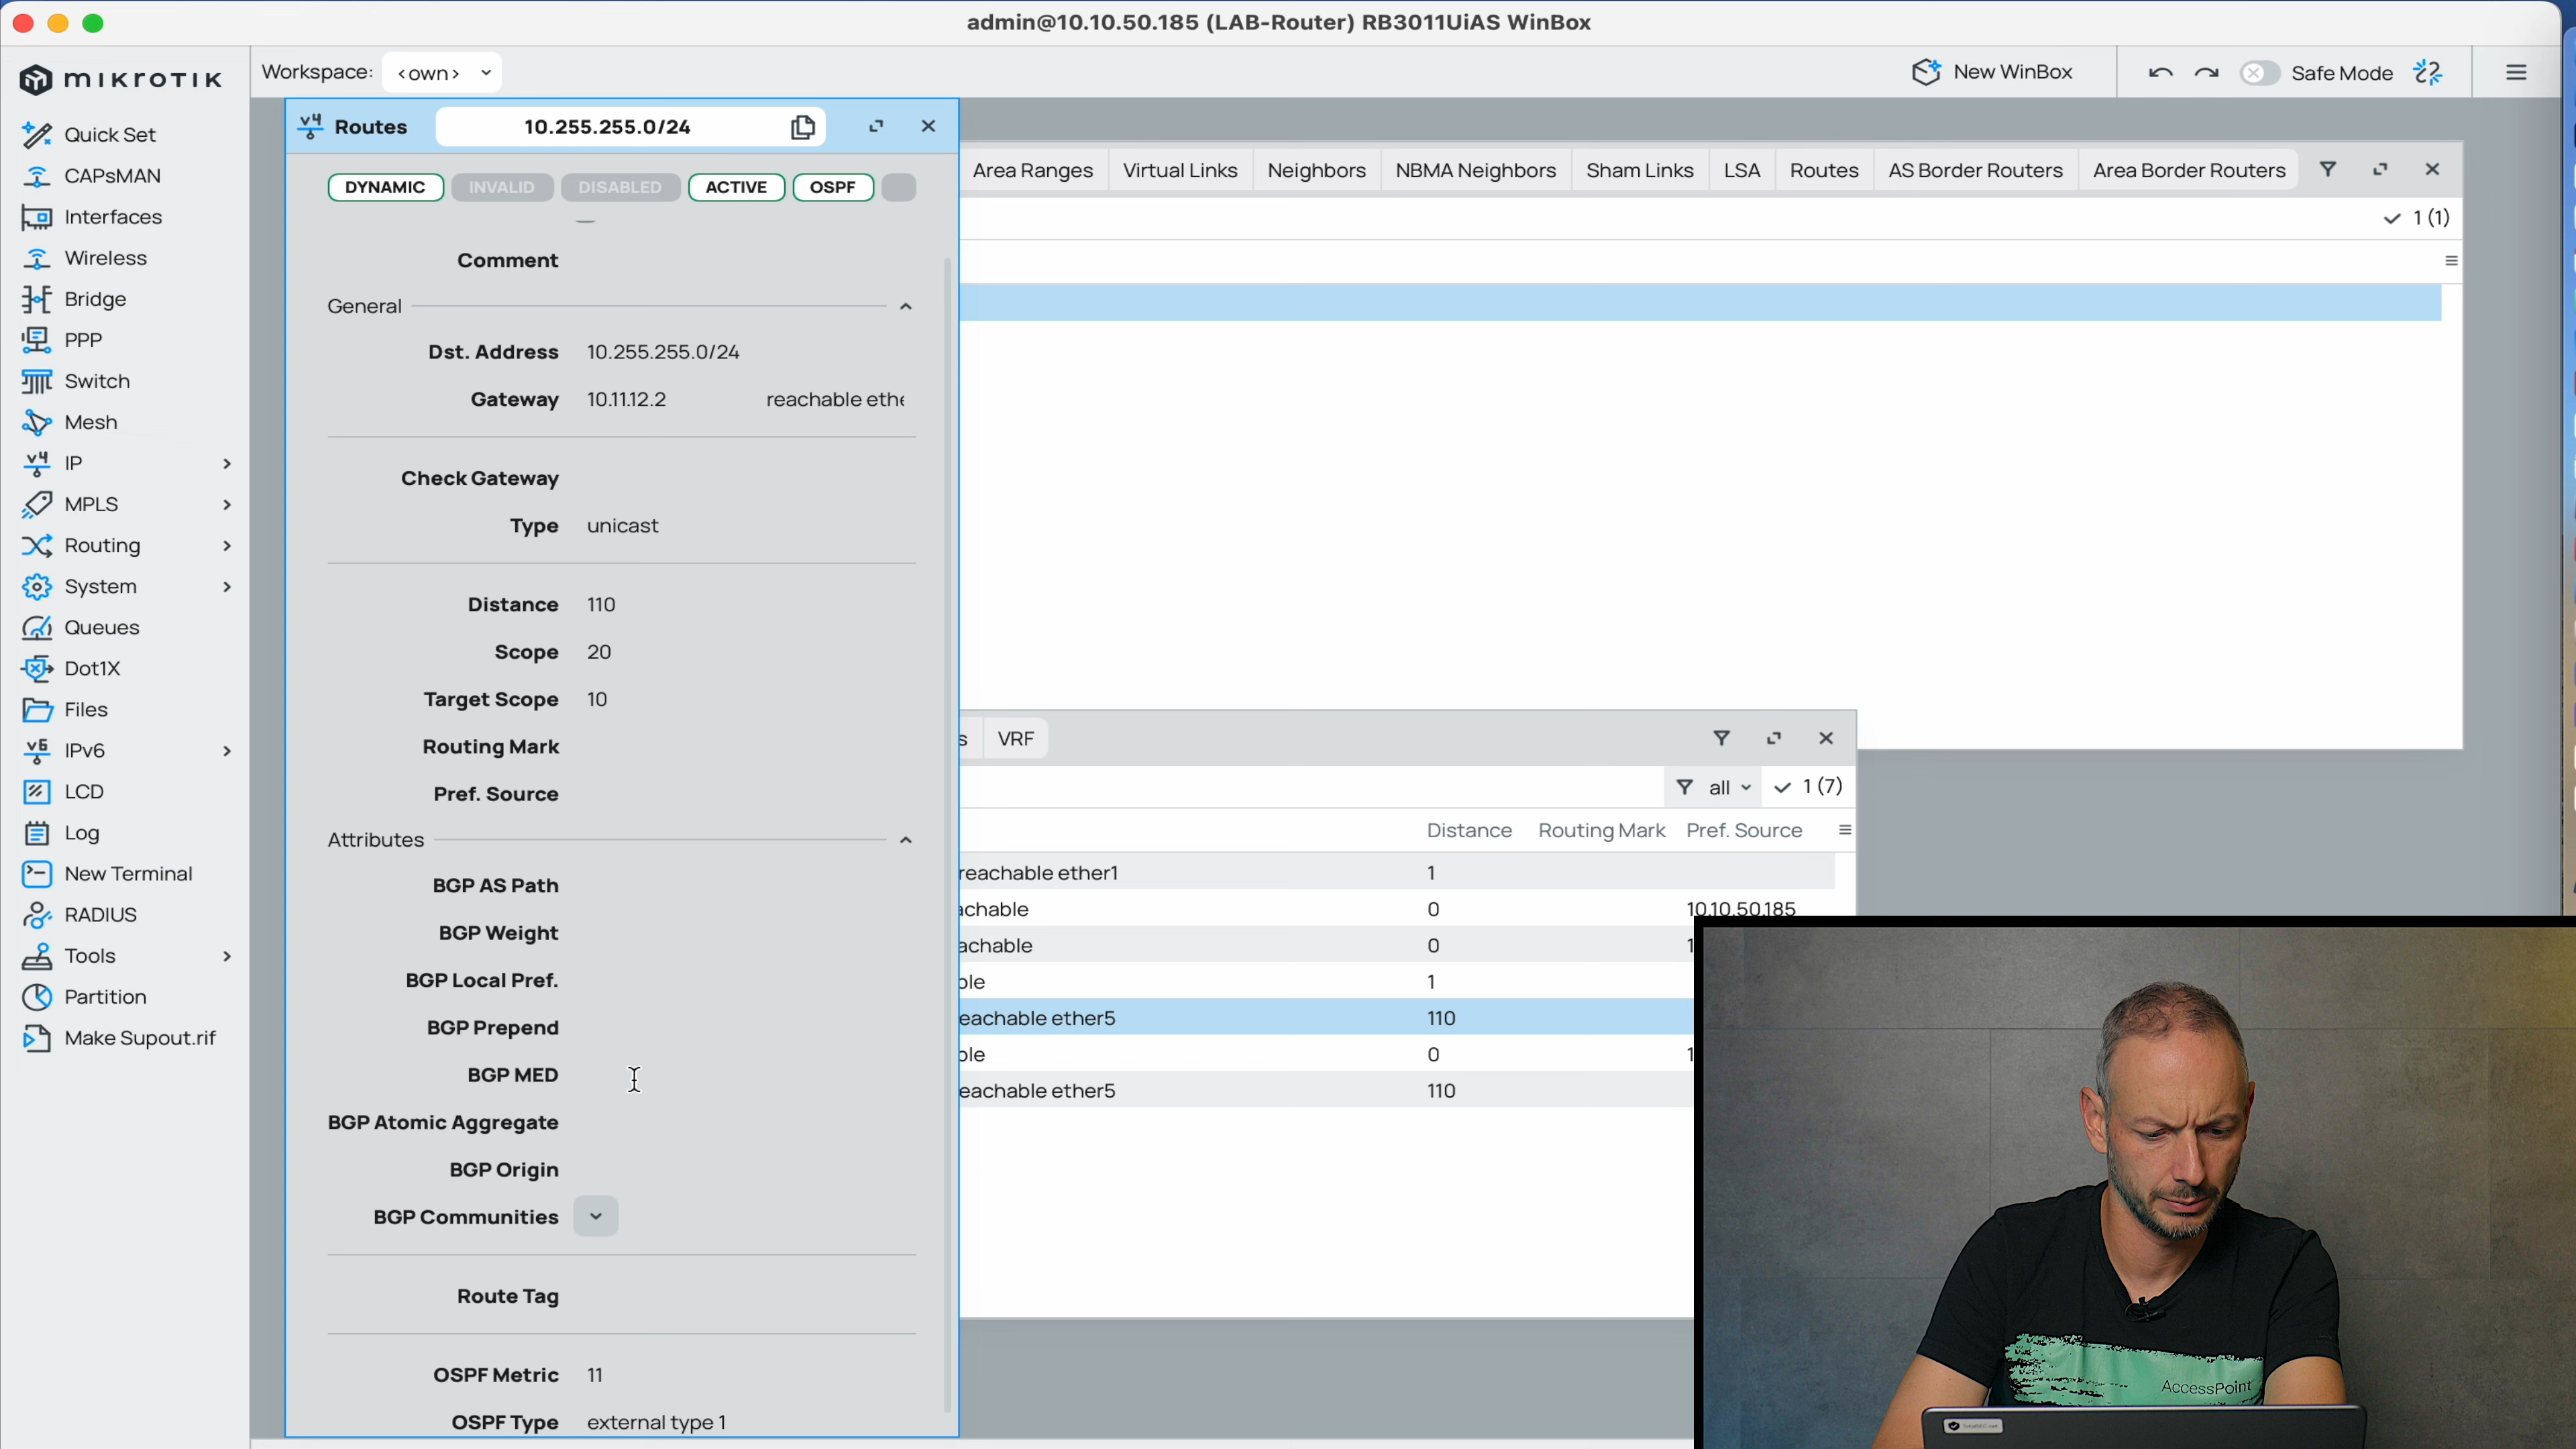 admin@10.10.50.185 (LAB-Router) RB3011UiAS WinBox
mikrotik
Workspace: <own>
New WinBox
Safe Mode
Quick Set
CAPsMAN
Interfaces
Wireless
Bridge
PPP
Switch
Mesh
IP
MPLS
Routing
System
Queues
Dot1X
Files
IPv6
LCD
Log
New Terminal
RADIUS
Tools
Partition
Make Supout.rif
Routes 10.255.255.0/24
DYNAMIC INVALID DISABLED ACTIVE OSPF
Comment
General
Dst. Address 10.255.255.0/24
Gateway 10.11.12.2 reachable ethe
Check Gateway
Type unicast
Distance 110
Scope 20
Target Scope 10
Routing Mark
Pref. Source
Attributes
BGP AS Path
BGP Weight
BGP Local Pref.
BGP Prepend
BGP MED
BGP Atomic Aggregate
BGP Origin
BGP Communities
Route Tag
OSPF Metric 11
OSPF Type external type 1
Area Ranges Virtual Links Neighbors NBMA Neighbors Sham Links LSA Routes AS Border Routers Area Border Routers
1 (1)
s VRF
all 1 (7)
Distance Routing Mark Pref. Source
reachable ether1 1
achable 0 10.10.50.185
achable 0 1
ble 1
eachable ether5 110
ble 0 1
eachable ether5 110
AccessPoint